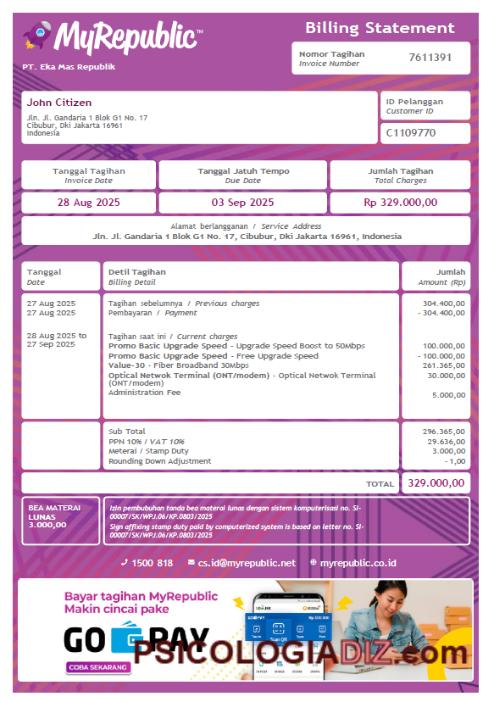 MyRepublic™
Billing Statement
PT. Eka Mas Republik
Nomor Tagihan
Invoice Number
7611391
John Citizen
Jln. Jl. Gandaria 1 Blok G1 No. 17
Cibubur, Dki Jakarta 16961
Indonesia
ID Pelanggan
Customer ID
C1109770
Tanggal Tagihan
Invoice Date
Tanggal Jatuh Tempo
Due Date
Jumlah Tagihan
Total Charges
28 Aug 2025
03 Sep 2025
Rp 329.000,00
Alamat berlangganan / Service Address
Jln. Jl. Gandaria 1 Blok G1 No. 17, Cibubur, Dki Jakarta 16961, Indonesia
Tanggal
Date
Detil Tagihan
Billing Detail
Jumlah
Amount (Rp)
27 Aug 2025 Tagihan sebelumnya / Previous charges 304.400,00
27 Aug 2025 Pembayaran / Payment - 304.400,00
28 Aug 2025 to Tagihan saat ini / Current charges
27 Sep 2025 Promo Basic Upgrade Speed - Upgrade Speed Boost to 50Mbps 100.000,00
Promo Basic Upgrade Speed - Free Upgrade Speed - 100.000,00
Value-30 - Fiber Broadband 30Mbps 261.365,00
Optical Netwok Terminal (ONT/modem) - Optical Network Terminal 30.000,00
(ONT/modem)
Administration Fee 5.000,00
Sub Total 296.365,00
PPN 10% / VAT 10% 29.636,00
Meterai / Stamp Duty 3.000,00
Rounding Down Adjustment - 1,00
TOTAL 329.000,00
BEA MATERAI
LUNAS
3.000,00
Izin pembubuhan tanda bea materai lunas dengan sistem komputerisasi no. SI-
00007/SK/WPJ.06/KP.0803/2025
Sign affixing stamp duty paid by computerized system is based on letter no. SI-
00007/SK/WPJ.06/KP.0803/2025
1500 818 cs.id@myrepublic.net myrepublic.co.id
Bayar tagihan MyRepublic
Makin cincai pake
GO PAY
COBA SEKARANG
PSICOLOGIADIZ.com